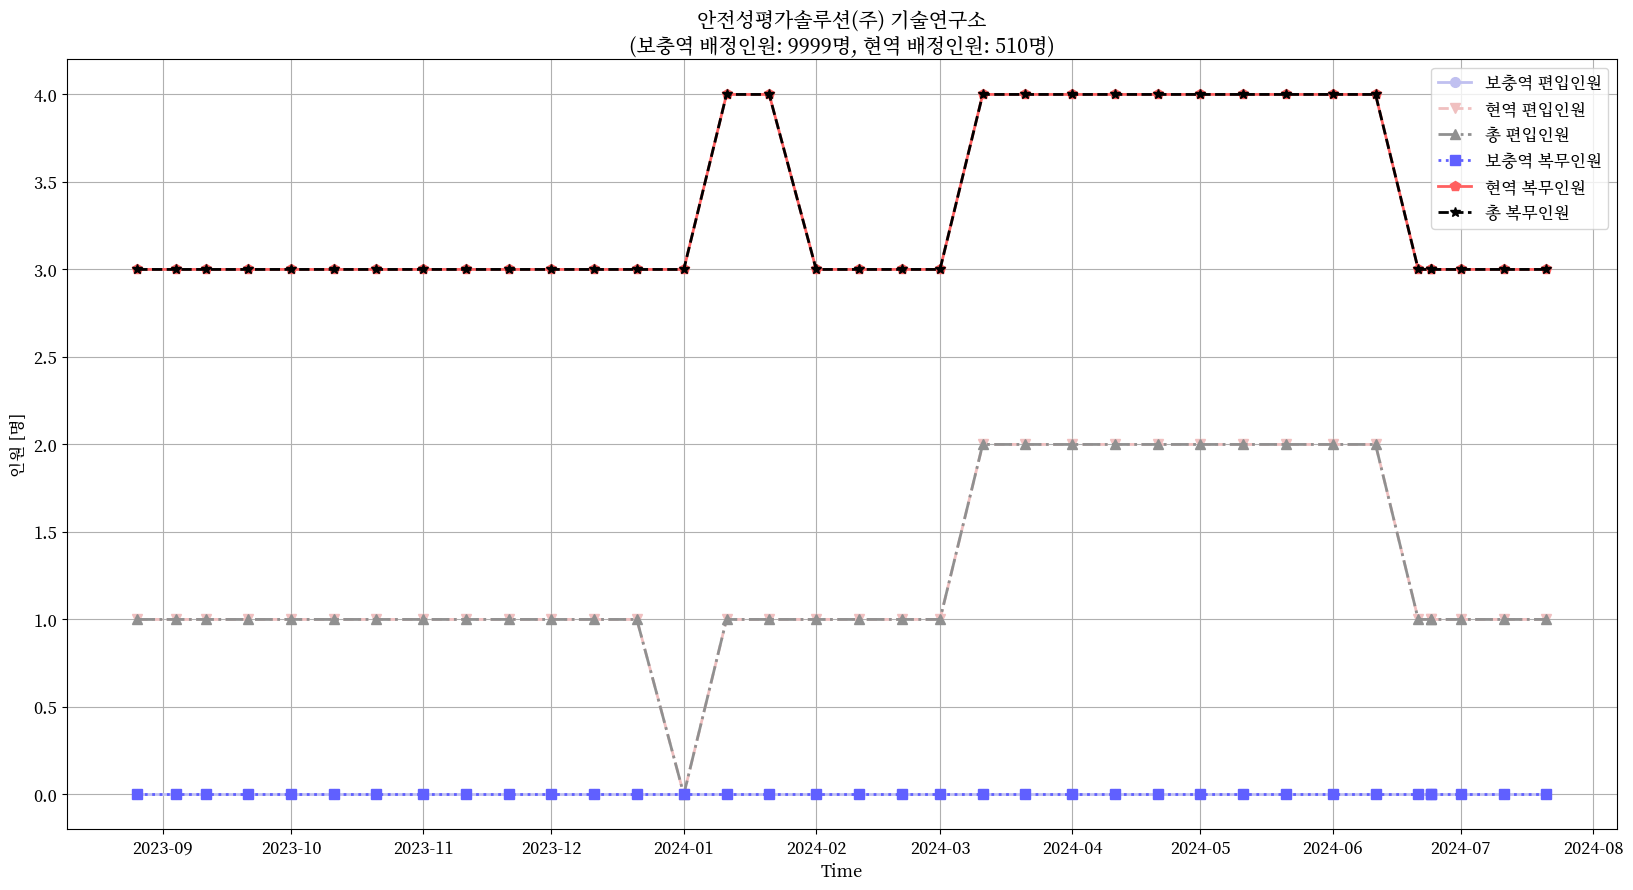 안전성평가솔루션(주) 기술연구소
(보충역 배정인원: 9999명, 현역 배정인원: 510명)
보충역 편입인원
현역 편입인원
총 편입인원
보충역 복무인원
현역 복무인원
총 복무인원
인원 [명]
4.0
3.5
3.0
2.5
2.0
1.5
1.0
0.5
0.0
2023-09
2023-10
2023-11
2023-12
2024-01
2024-02
2024-03
2024-04
2024-05
2024-06
2024-07
2024-08
Time